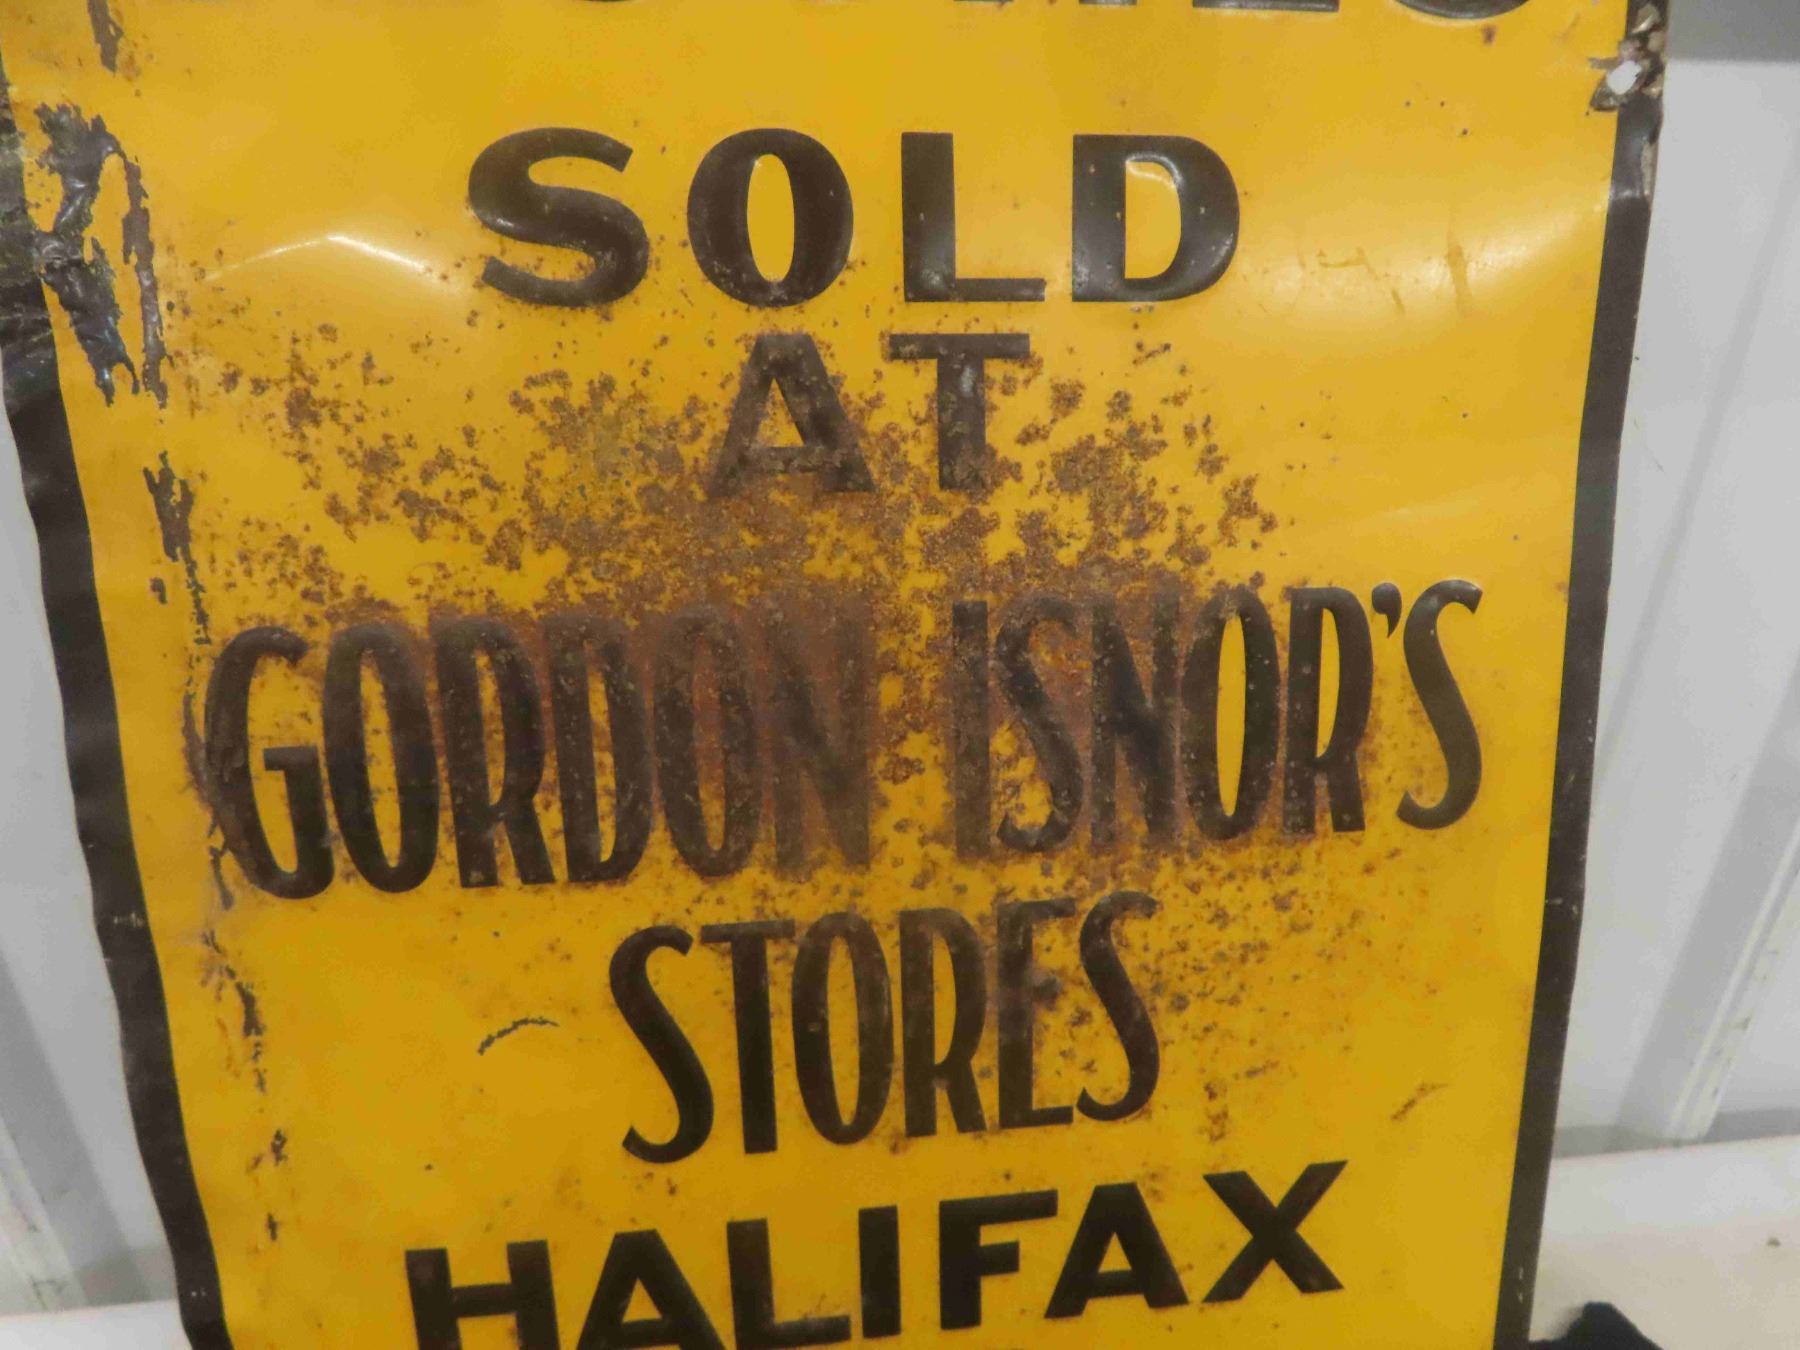 SOLD
AT
GORDON ISNOR'S
STORES
HALIFAX